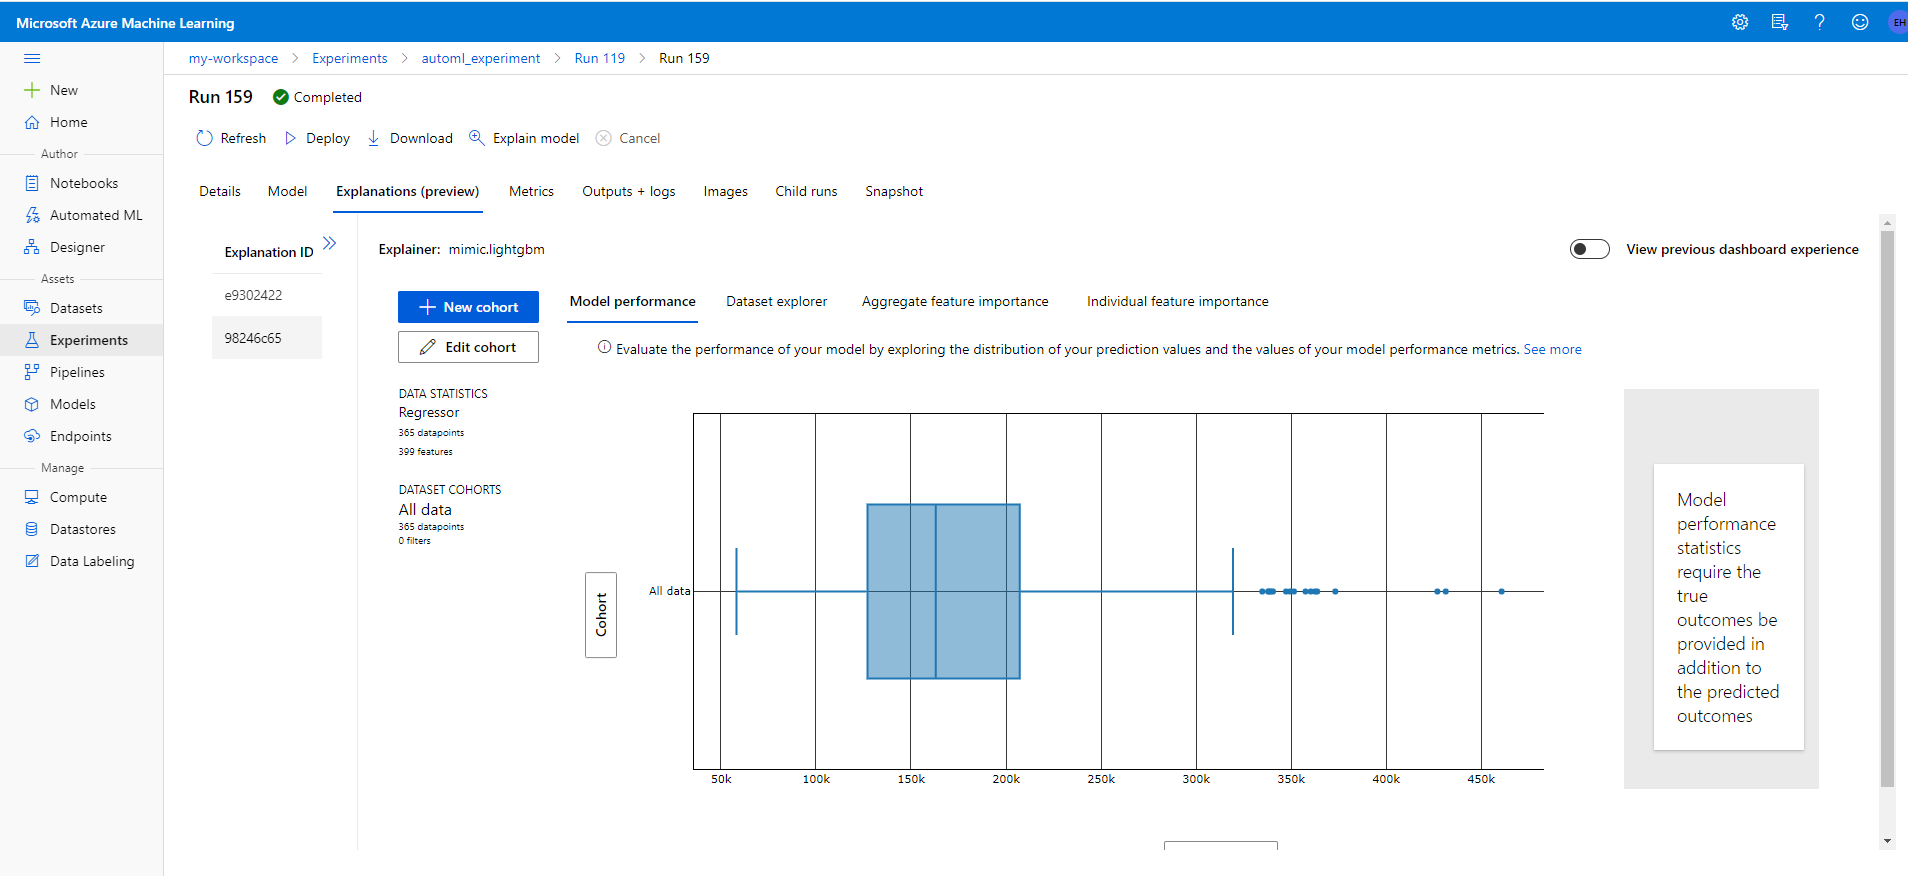 Microsoft Azure Machine Learning
EH
my-workspace > Experiments > automl_experiment > Run 119 > Run 159
New
Home
Author
Notebooks
Automated ML
Designer
Assets
Datasets
Experiments
Pipelines
Models
Endpoints
Manage
Compute
Datastores
Data Labeling
Run 159 Completed
Refresh Deploy Download Explain model Cancel
Details Model Explanations (preview) Metrics Outputs + logs Images Child runs Snapshot
Explanation ID
e9302422
98246c65
Explainer: mimic.lightgbm
View previous dashboard experience
New cohort
Edit cohort
DATA STATISTICS
Regressor
365 datapoints
399 features
DATASET COHORTS
All data
365 datapoints
0 filters
Model performance Dataset explorer Aggregate feature importance Individual feature importance
Evaluate the performance of your model by exploring the distribution of your prediction values and the values of your model performance metrics. See more
Cohort
All data
50k 100k 150k 200k 250k 300k 350k 400k 450k
Model
performance
statistics
require the
true
outcomes be
provided in
addition to
the predicted
outcomes